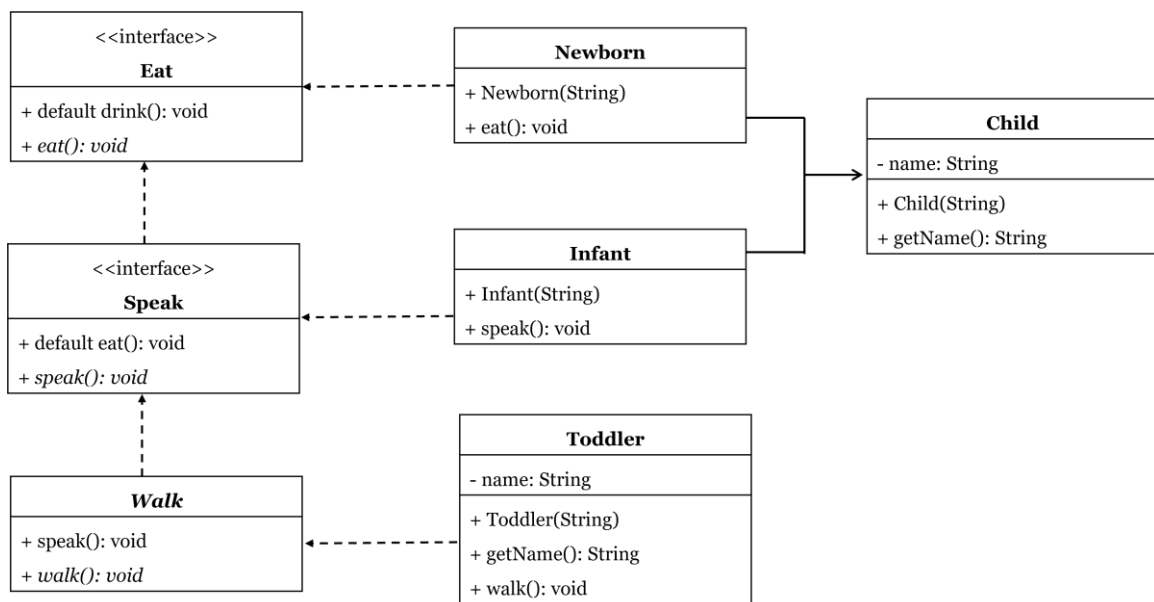 <<interface>>
Eat
+ default drink(): void
+ eat(): void
Newborn
+ Newborn(String)
+ eat(): void
Child
- name: String
+ Child(String)
+ getName(): String
<<interface>>
Speak
+ default eat(): void
+ speak(): void
Infant
+ Infant(String)
+ speak(): void
Walk
+ speak(): void
+ walk(): void
Toddler
- name: String
+ Toddler(String)
+ getName(): String
+ walk(): void